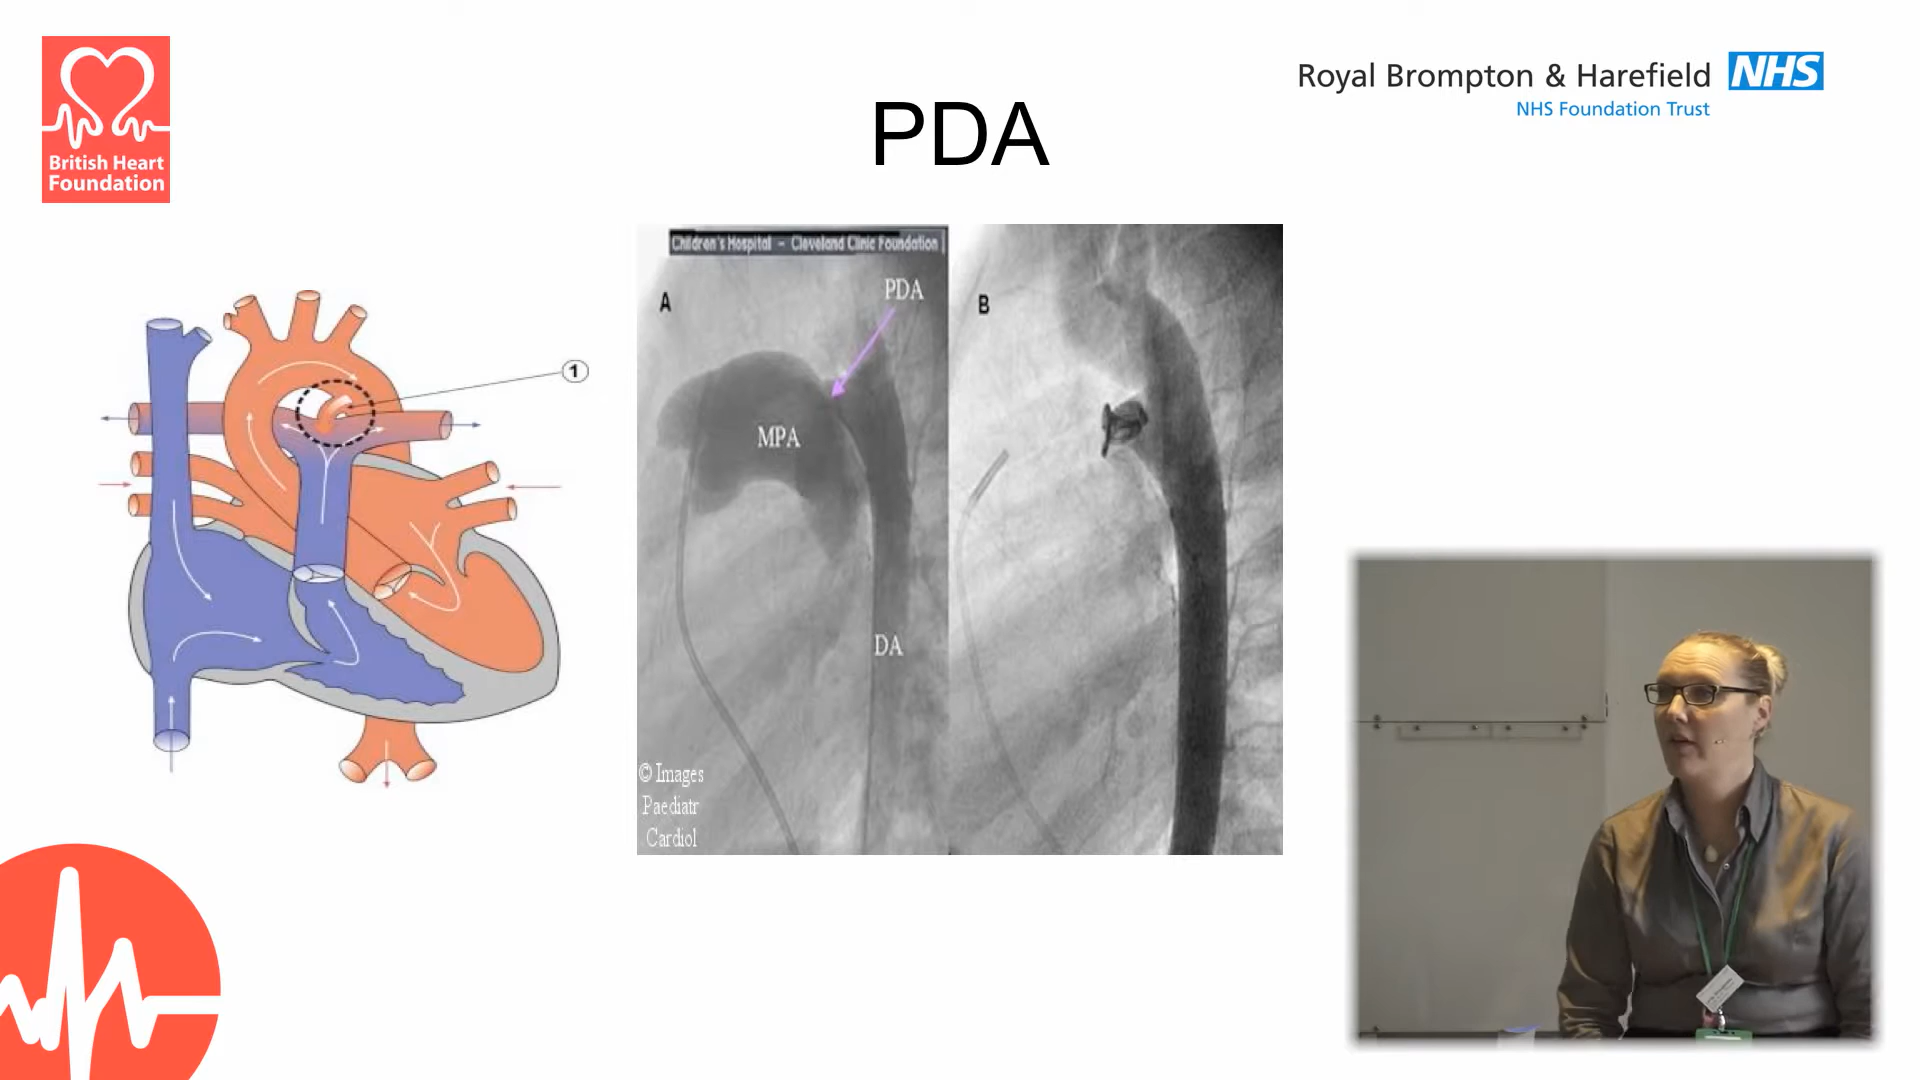 British Heart
Foundation
Royal Brompton & Harefield NHS
NHS Foundation Trust
PDA
1
Children's Hospital - Cleveland Clinic Foundation
A
PDA
MPA
DA
© Images
Paediatr
Cardiol
B